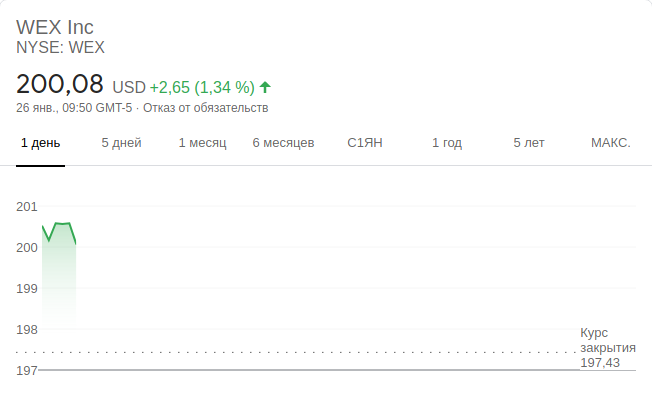 WEX Inc
NYSE: WEX
200,08 USD +2,65 (1,34 %)
26 янв., 09:50 GMT-5 · Отказ от обязательств
1 день 5 дней 1 месяц 6 месяцев С1ЯН 1 год 5 лет МАКС.
201
200
199
198
Курс
закрытия
197,43
197